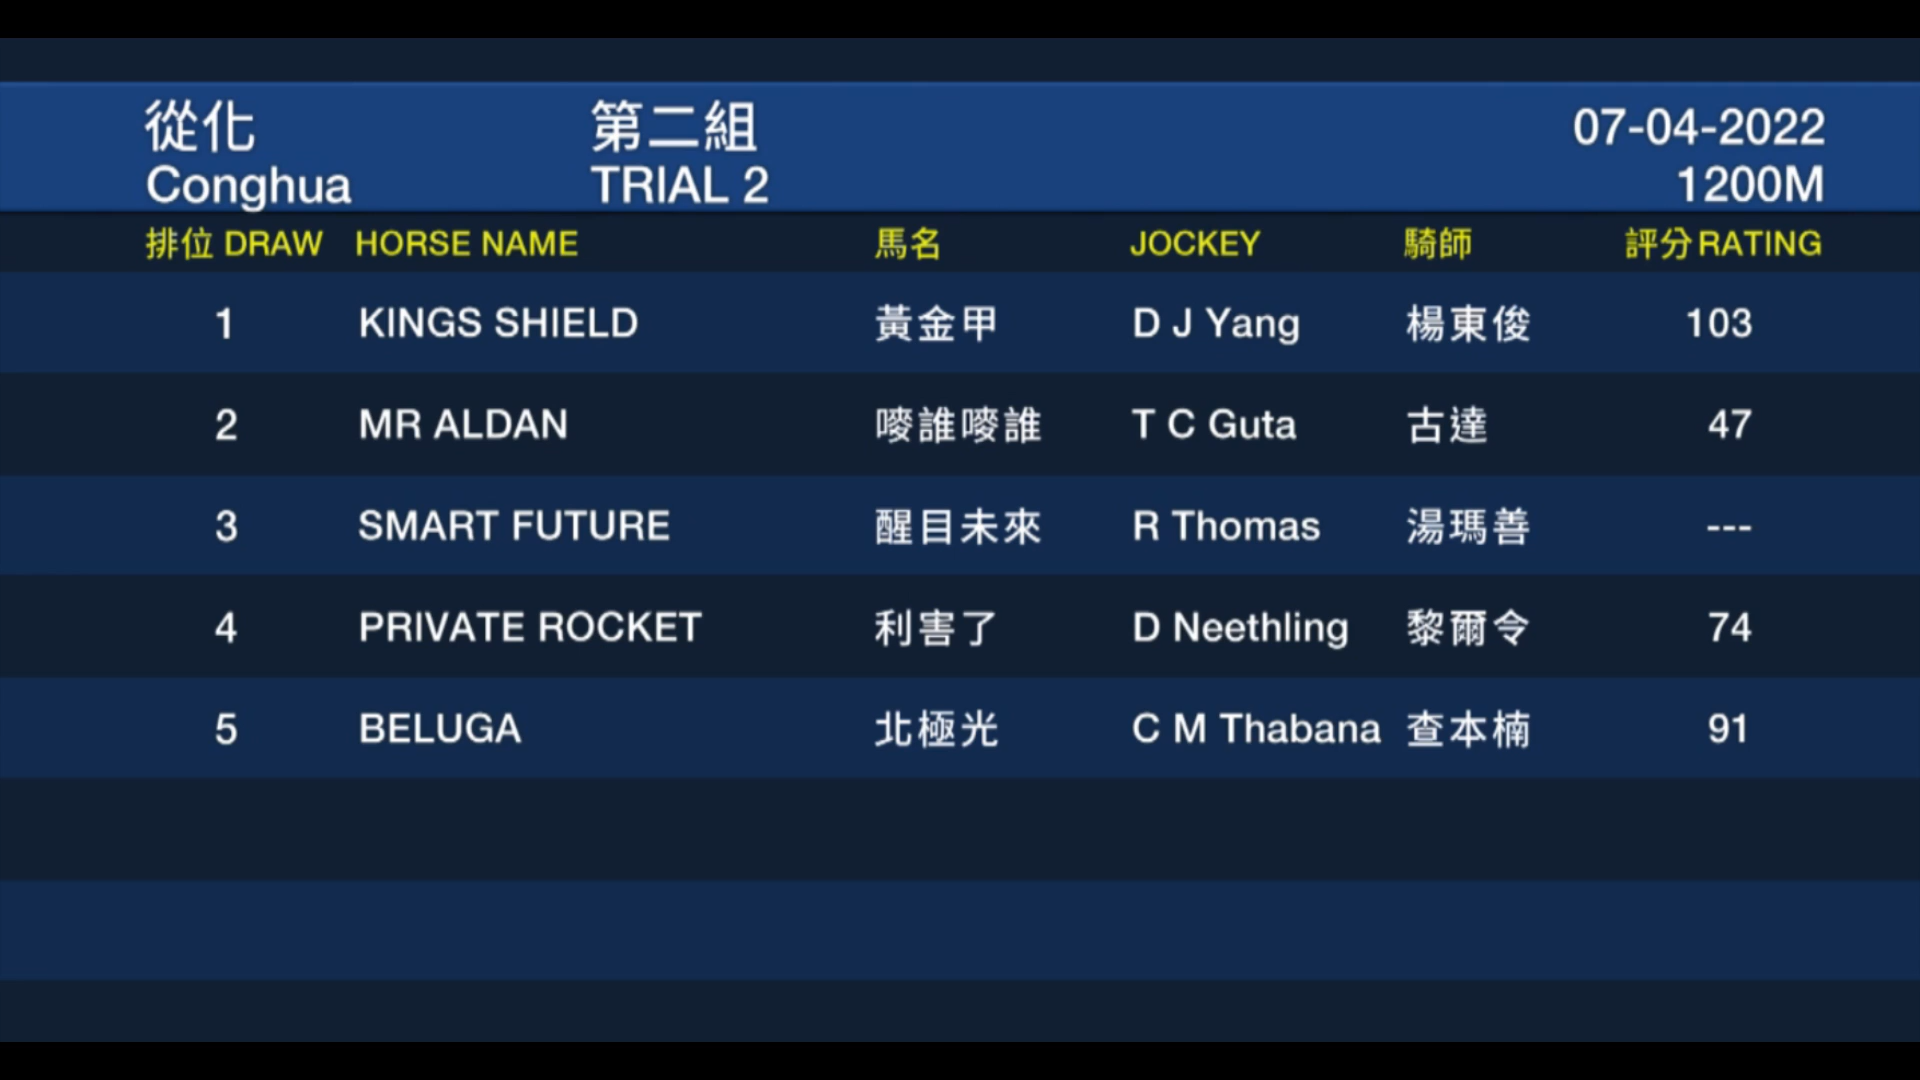 從化 第二組 07-04-2022
Conghua TRIAL 2 1200M
排位 DRAW HORSE NAME 馬名 JOCKEY 騎師 評分 RATING
1 KINGS SHIELD 黃金甲 D J Yang 楊東俊 103
2 MR ALDAN 嘜誰嘜誰 T C Guta 古達 47
3 SMART FUTURE 醒目未來 R Thomas 湯瑪善 ---
4 PRIVATE ROCKET 利害了 D Neethling 黎爾令 74
5 BELUGA 北極光 C M Thabana 查本楠 91